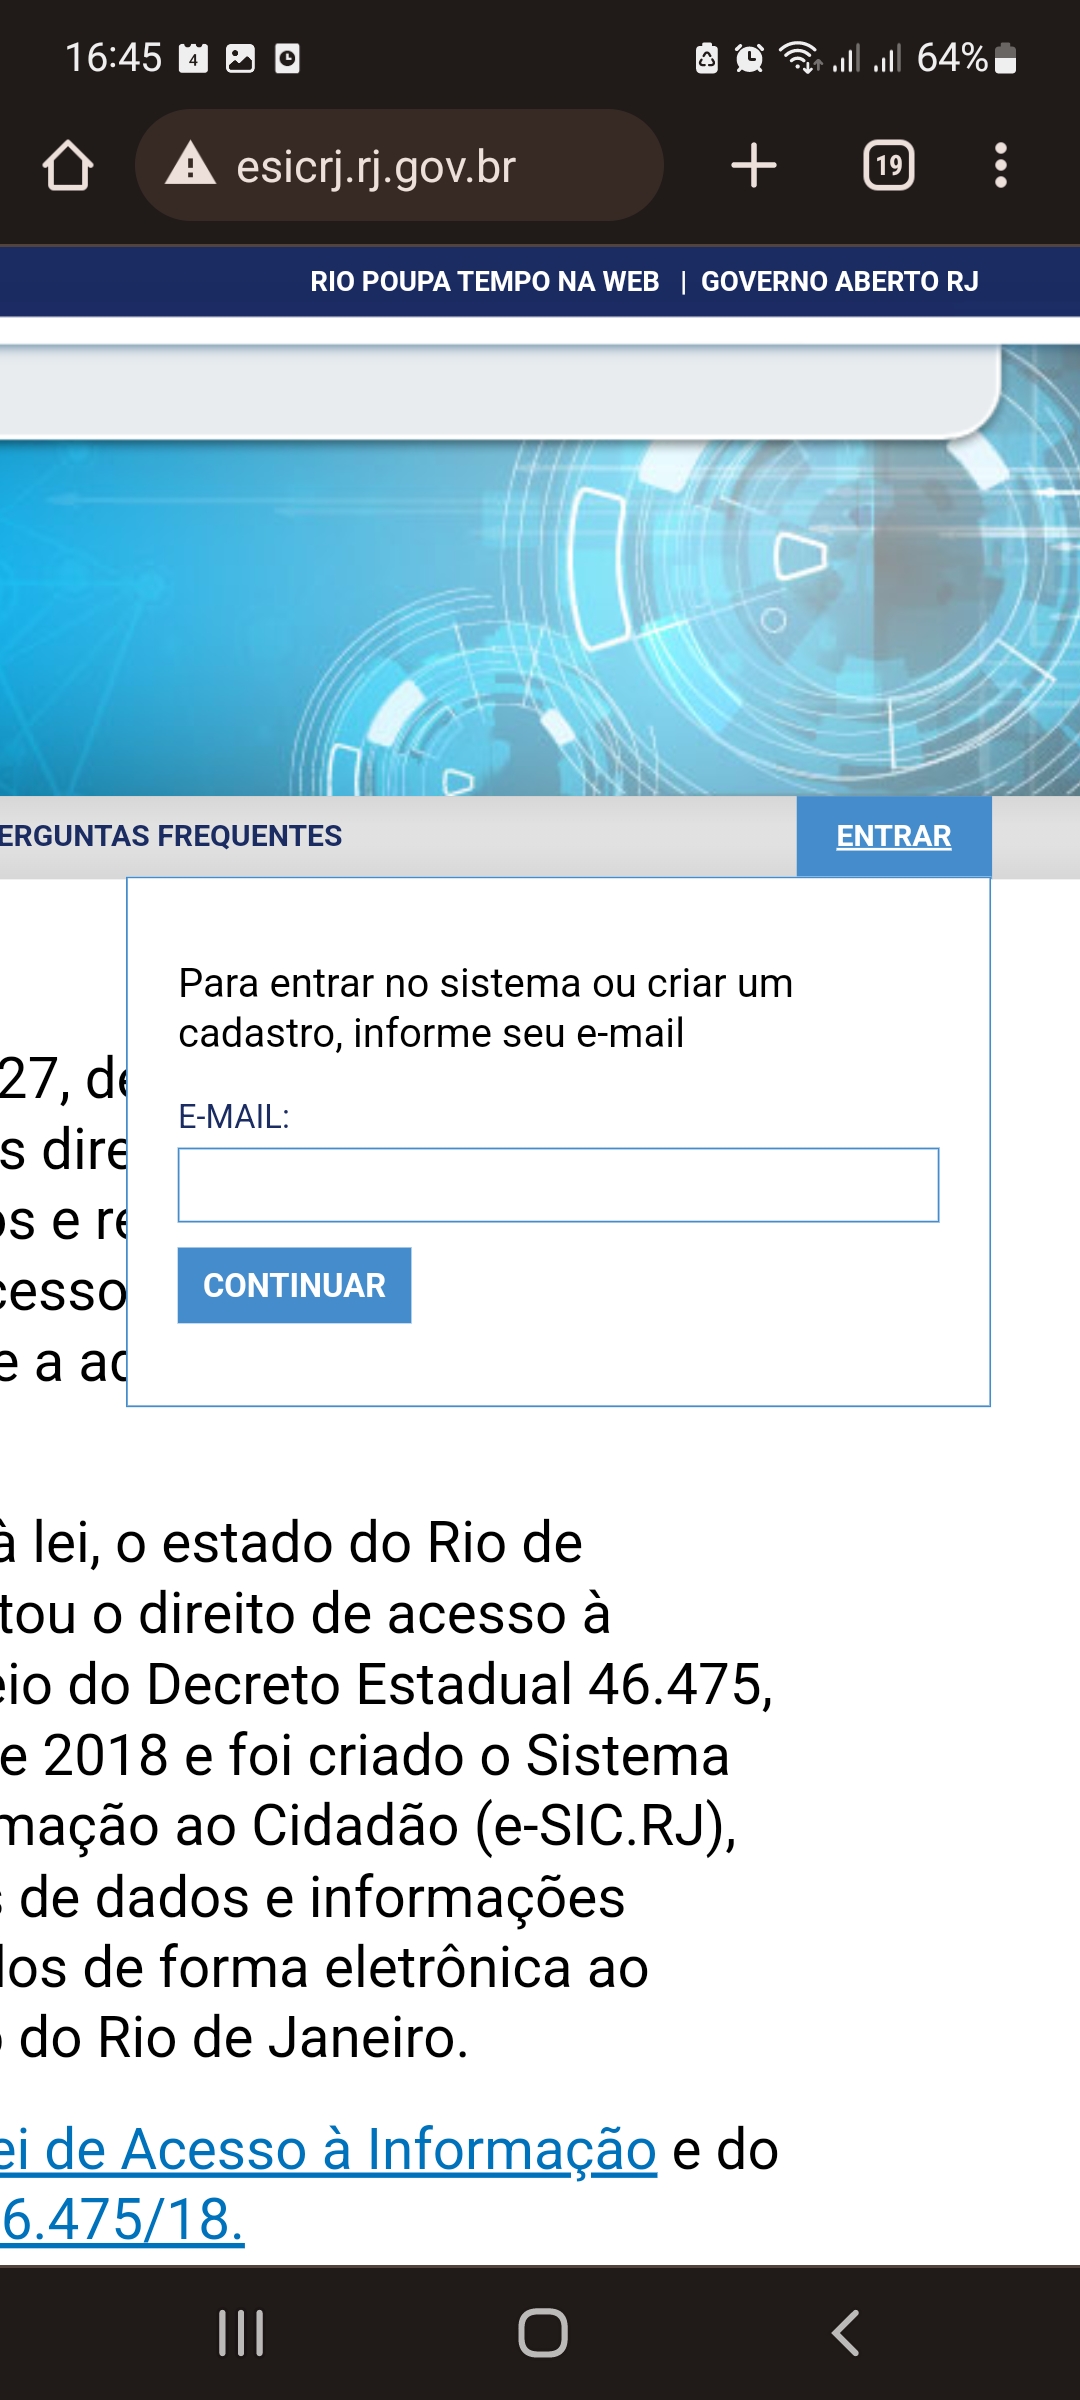 16:45 4 64%
esicrj.rj.gov.br 19
RIO POUPA TEMPO NA WEB | GOVERNO ABERTO RJ
ERGUNTAS FREQUENTES ENTRAR
Para entrar no sistema ou criar um
cadastro, informe seu e-mail
E-MAIL:
CONTINUAR
27, de
s dire
os e re
cesso
e a ac
à lei, o estado do Rio de
tou o direito de acesso à
eio do Decreto Estadual 46.475,
e 2018 e foi criado o Sistema
mação ao Cidadão (e-SIC.RJ),
s de dados e informações
dos de forma eletrônica ao
o do Rio de Janeiro.
ei de Acesso à Informação e do
6.475/18.